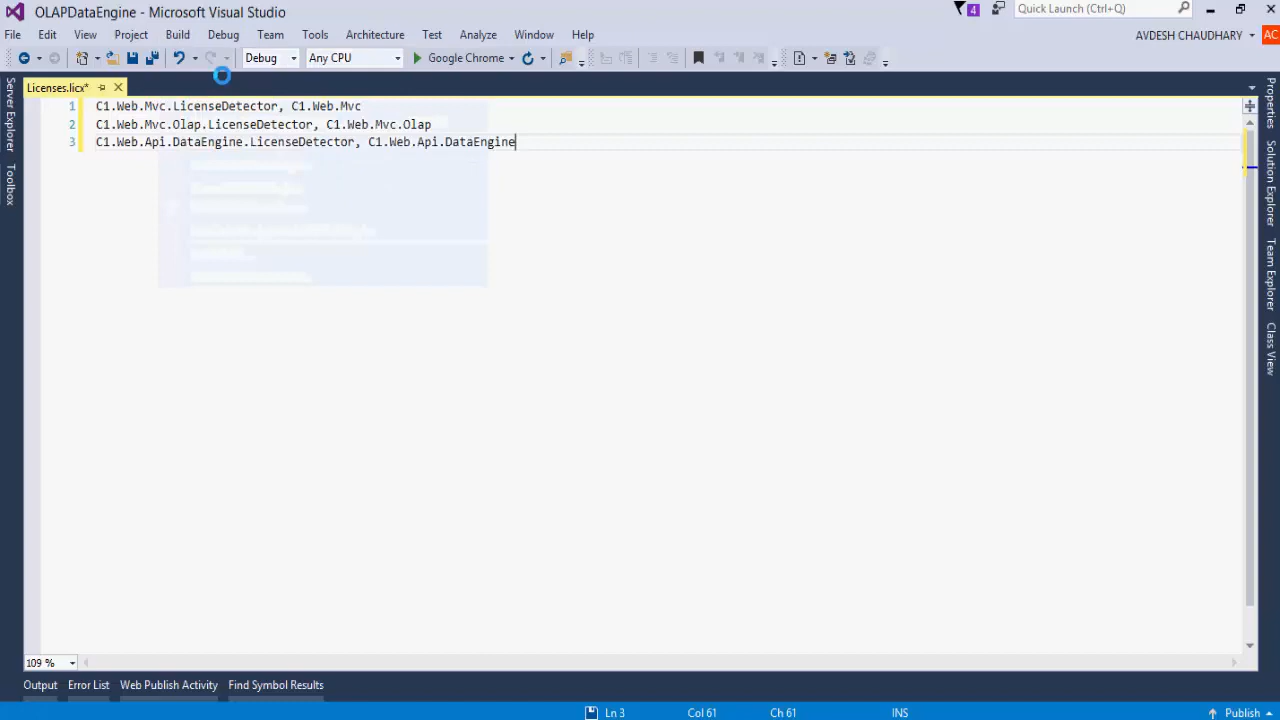 OLAPDataEngine - Microsoft Visual Studio
4
Quick Launch (Ctrl+Q)
File Edit View Project Build Debug Team Tools Architecture Test Analyze Window Help
AVDESH CHAUDHARY AC
Debug Any CPU Google Chrome
Licenses.licx*
1 C1.Web.Mvc.LicenseDetector, C1.Web.Mvc
2 C1.Web.Mvc.Olap.LicenseDetector, C1.Web.Mvc.Olap
3 C1.Web.Api.DataEngine.LicenseDetector, C1.Web.Api.DataEngine
Server Explorer
Toolbox
Properties
Solution Explorer
Team Explorer
Class View
109 %
Output Error List Web Publish Activity Find Symbol Results
Ln 3 Col 61 Ch 61 INS Publish